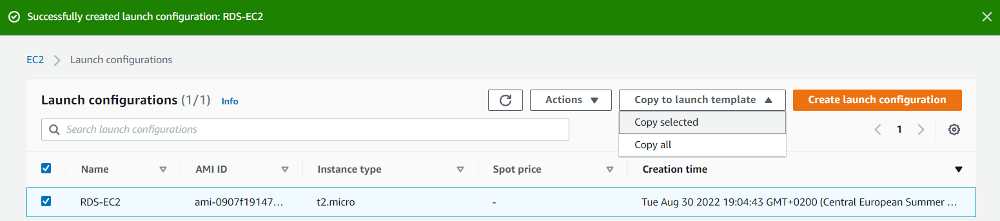 Successfully created launch configuration: RDS-EC2
EC2 Launch configurations
Launch configurations (1/1) Info Actions Copy to launch template Create launch configuration
Search launch configurations Copy selected 1
Copy all
Name AMI ID Instance type Spot price Creation time
RDS-EC2 ami-0907f19147... t2.micro - Tue Aug 30 2022 19:04:43 GMT+0200 (Central European Summer ...